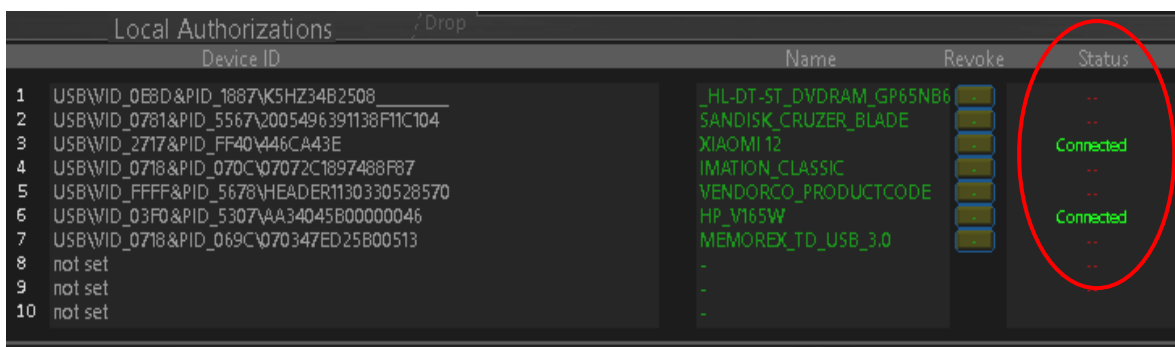 Local Authorizations / Drop
Device ID Name Revoke Status
1 USB\VID_0E8D&PID_1887\K5HZ34B2508________ _HL-DT-ST_DVDRAM_GP65NB6 - --
2 USB\VID_0781&PID_5567\2005496391138F11C104 SANDISK_CRUZER_BLADE - --
3 USB\VID_2717&PID_FF40\446CA43E XIAOMI 12 - Connected
4 USB\VID_0718&PID_070C\07072C1897488F87 IMATION_CLASSIC - --
5 USB\VID_FFFF&PID_5678\HEADER1130330528570 VENDORCO_PRODUCTCODE - --
6 USB\VID_03F0&PID_5307\AA34045B00000046 HP_V165W - Connected
7 USB\VID_0718&PID_069C\070347ED25B00513 MEMOREX_TD_USB_3.0 - --
8 not set - --
9 not set - --
10 not set -